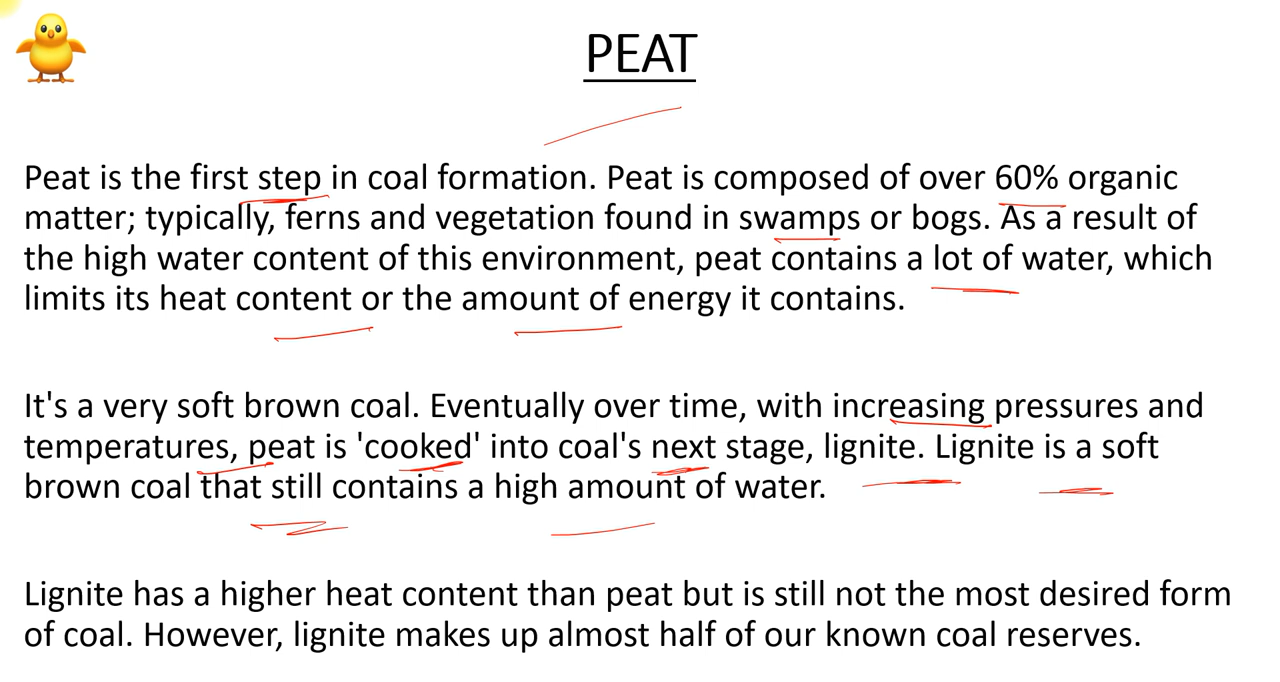 PEAT
Peat is the first step in coal formation. Peat is composed of over 60% organic
matter; typically, ferns and vegetation found in swamps or bogs. As a result of
the high water content of this environment, peat contains a lot of water, which
limits its heat content or the amount of energy it contains.
It's a very soft brown coal. Eventually over time, with increasing pressures and
temperatures, peat is 'cooked' into coal's next stage, lignite. Lignite is a soft
brown coal that still contains a high amount of water.
Lignite has a higher heat content than peat but is still not the most desired form
of coal. However, lignite makes up almost half of our known coal reserves.